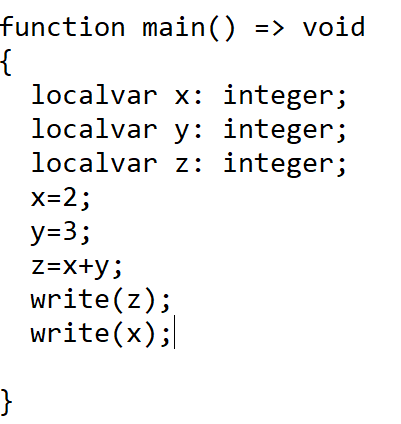 function main() => void
{
  localvar x: integer;
  localvar y: integer;
  localvar z: integer;
  x=2;
  y=3;
  z=x+y;
  write(z);
  write(x);
}